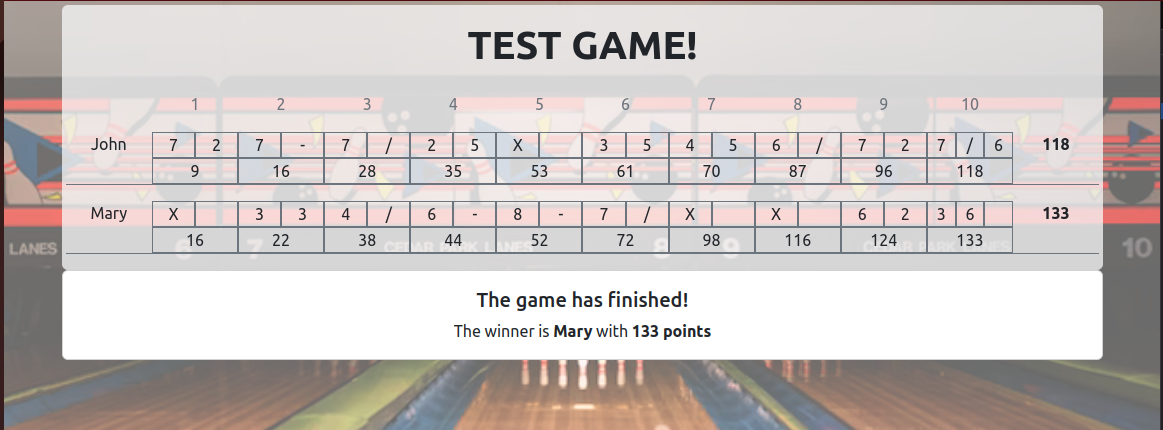 TEST GAME!
1 2 3 4 5 6 7 8 9 10
John 7 2 7 - 7 / 2 5 X 3 5 4 5 6 / 7 2 7 / 6 118
9 16 28 35 53 61 70 87 96 118
Mary X 3 3 4 / 6 - 8 - 7 / X X 6 2 3 6 133
16 22 38 44 52 72 98 116 124 133
LANES 6 7 CEDAR PARK LANES 8 9 CEDAR PARK LANES 10
The game has finished!
The winner is Mary with 133 points